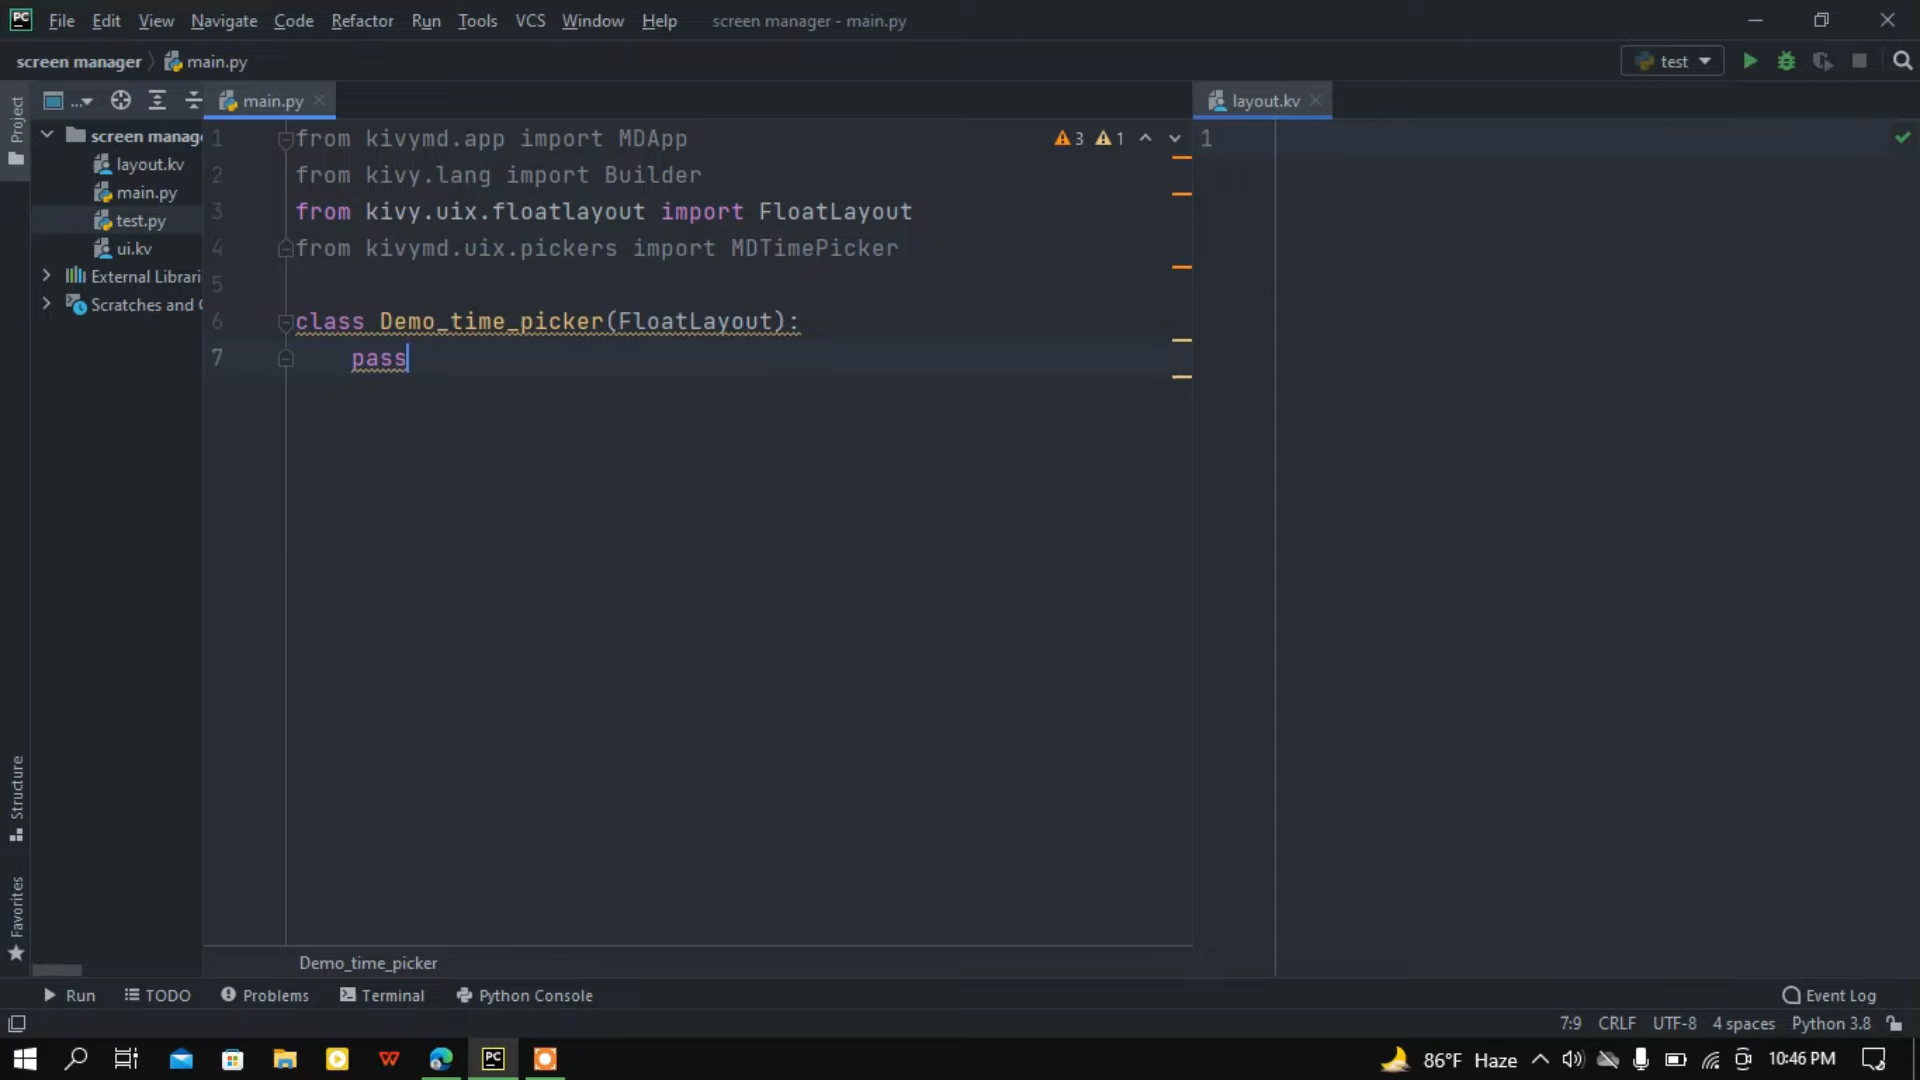 PC File Edit View Navigate Code Refactor Run Tools VCS Window Help screen manager - main.py
screen manager main.py test
Project ... main.py layout.kv
screen manag
layout.kv
main.py
test.py
ui.kv
External Librari
Scratches and
1 from kivymd.app import MDApp 3 1
2 from kivy.lang import Builder
3 from kivy.uix.floatlayout import FloatLayout
4 from kivymd.uix.pickers import MDTimePicker
5
6 class Demo_time_picker(FloatLayout):
7 pass
1
Structure
Favorites
Demo_time_picker
Run TODO Problems Terminal Python Console Event Log
7:9 CRLF UTF-8 4 spaces Python 3.8
PC 86°F Haze 10:46 PM